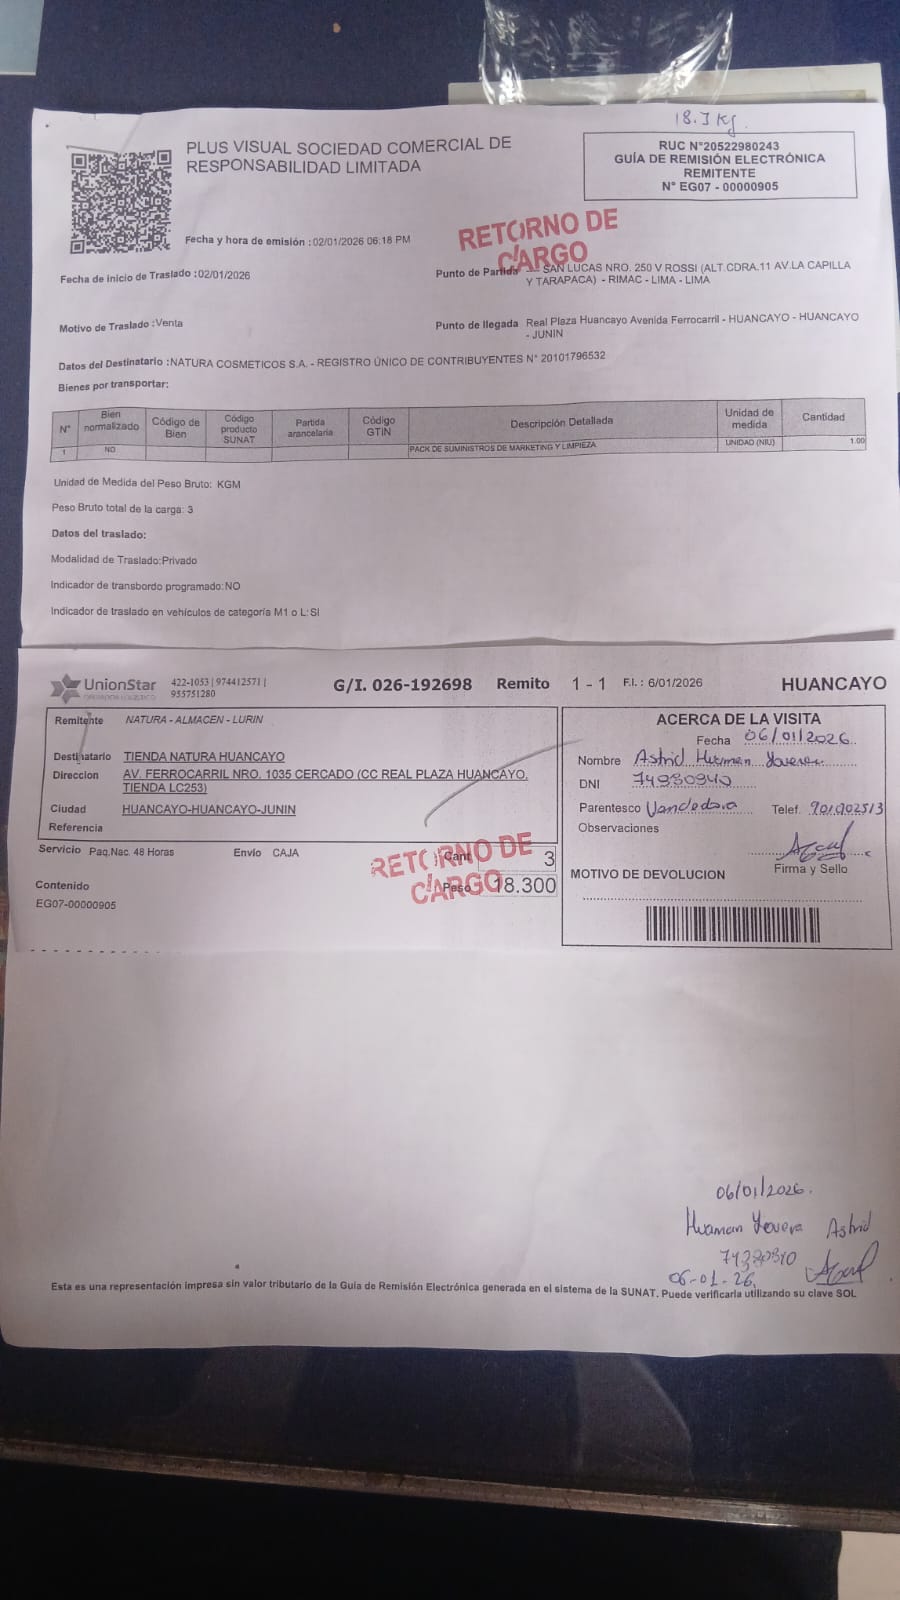 18.3 Kg.
PLUS VISUAL SOCIEDAD COMERCIAL DE
RESPONSABILIDAD LIMITADA
RUC N°20522980243
GUÍA DE REMISIÓN ELECTRÓNICA
REMITENTE
N° EG07 - 00000905
Fecha y hora de emisión :02/01/2026 06:18 PM
RETORNO DE
CARGO
Fecha de inicio de Traslado :02/01/2026
Punto de Partida SAN LUCAS NRO. 250 V ROSSI (ALT.CDRA.11 AV.LA CAPILLA
Y TARAPACA) - RIMAC - LIMA - LIMA
Motivo de Traslado :Venta
Punto de llegada Real Plaza Huancayo Avenida Ferrocarril - HUANCAYO - HUANCAYO
- JUNIN
Datos del Destinatario :NATURA COSMETICOS S.A. - REGISTRO ÚNICO DE CONTRIBUYENTES N° 20101796532
Bienes por transportar:
N° Bien normalizado Código de Bien Código producto SUNAT Partida arancelaria Código GTIN Descripción Detallada Unidad de medida Cantidad
1 NO PACK DE SUMINISTROS DE MARKETING Y LIMPIEZA UNIDAD (NIU) 1.00
Unidad de Medida del Peso Bruto: KGM
Peso Bruto total de la carga: 3
Datos del traslado:
Modalidad de Traslado:Privado
Indicador de transbordo programado:NO
Indicador de traslado en vehículos de categoría M1 o L:SI
UnionStar
422-1053 | 974412571 |
955751280
G/I. 026-192698 Remito 1 - 1 F.I. : 6/01/2026 HUANCAYO
Remitente NATURA - ALMACEN - LURIN
Destinatario TIENDA NATURA HUANCAYO
Direccion AV. FERROCARRIL NRO. 1035 CERCADO (CC REAL PLAZA HUANCAYO.
TIENDA LC253)
Ciudad HUANCAYO-HUANCAYO-JUNIN
Referencia
Servicio Paq.Nac. 48 Horas Envío CAJA
Cant 3
Peso 18.300
RETORNO DE
CARGO
Contenido
EG07-00000905
ACERCA DE LA VISITA
Fecha 06/01/2026
Nombre Astrid Huaman
DNI
Parentesco Vendedora Telef. 901902513
Observaciones
Firma y Sello
MOTIVO DE DEVOLUCION
06/01/2026.
Huaman Yovera Astrid
06-01-26
Esta es una representación impresa sin valor tributario de la Guía de Remisión Electrónica generada en el sistema de la SUNAT. Puede verificarla utilizando su clave SOL